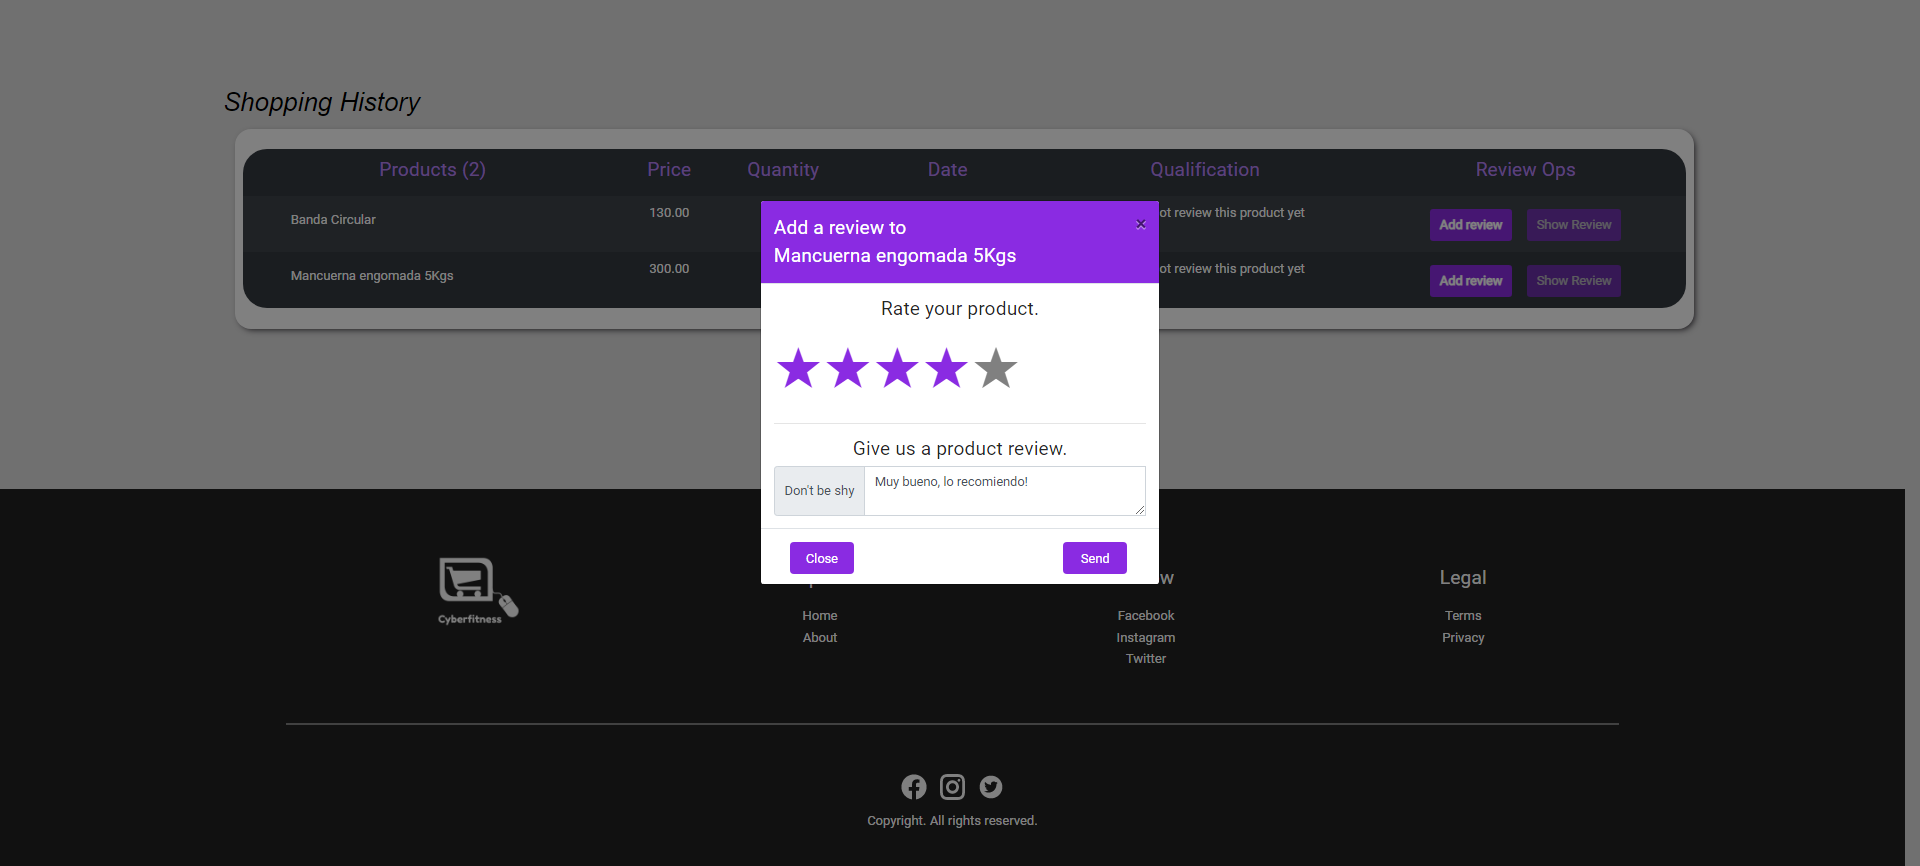 Shopping History
Products (2) Price Quantity Date Qualification Review Ops
Banda Circular 130.00 review this product yet Add review Show Review
Mancuerna engomada 5Kgs 300.00 review this product yet Add review Show Review
Add a review to
Mancuerna engomada 5Kgs
×
Rate your product.
Give us a product review.
Don't be shy Muy bueno, lo recomiendo!
Close Send
Cyberfitness
Home
About
Facebook
Instagram
Twitter
Legal
Terms
Privacy
Copyright. All rights reserved.